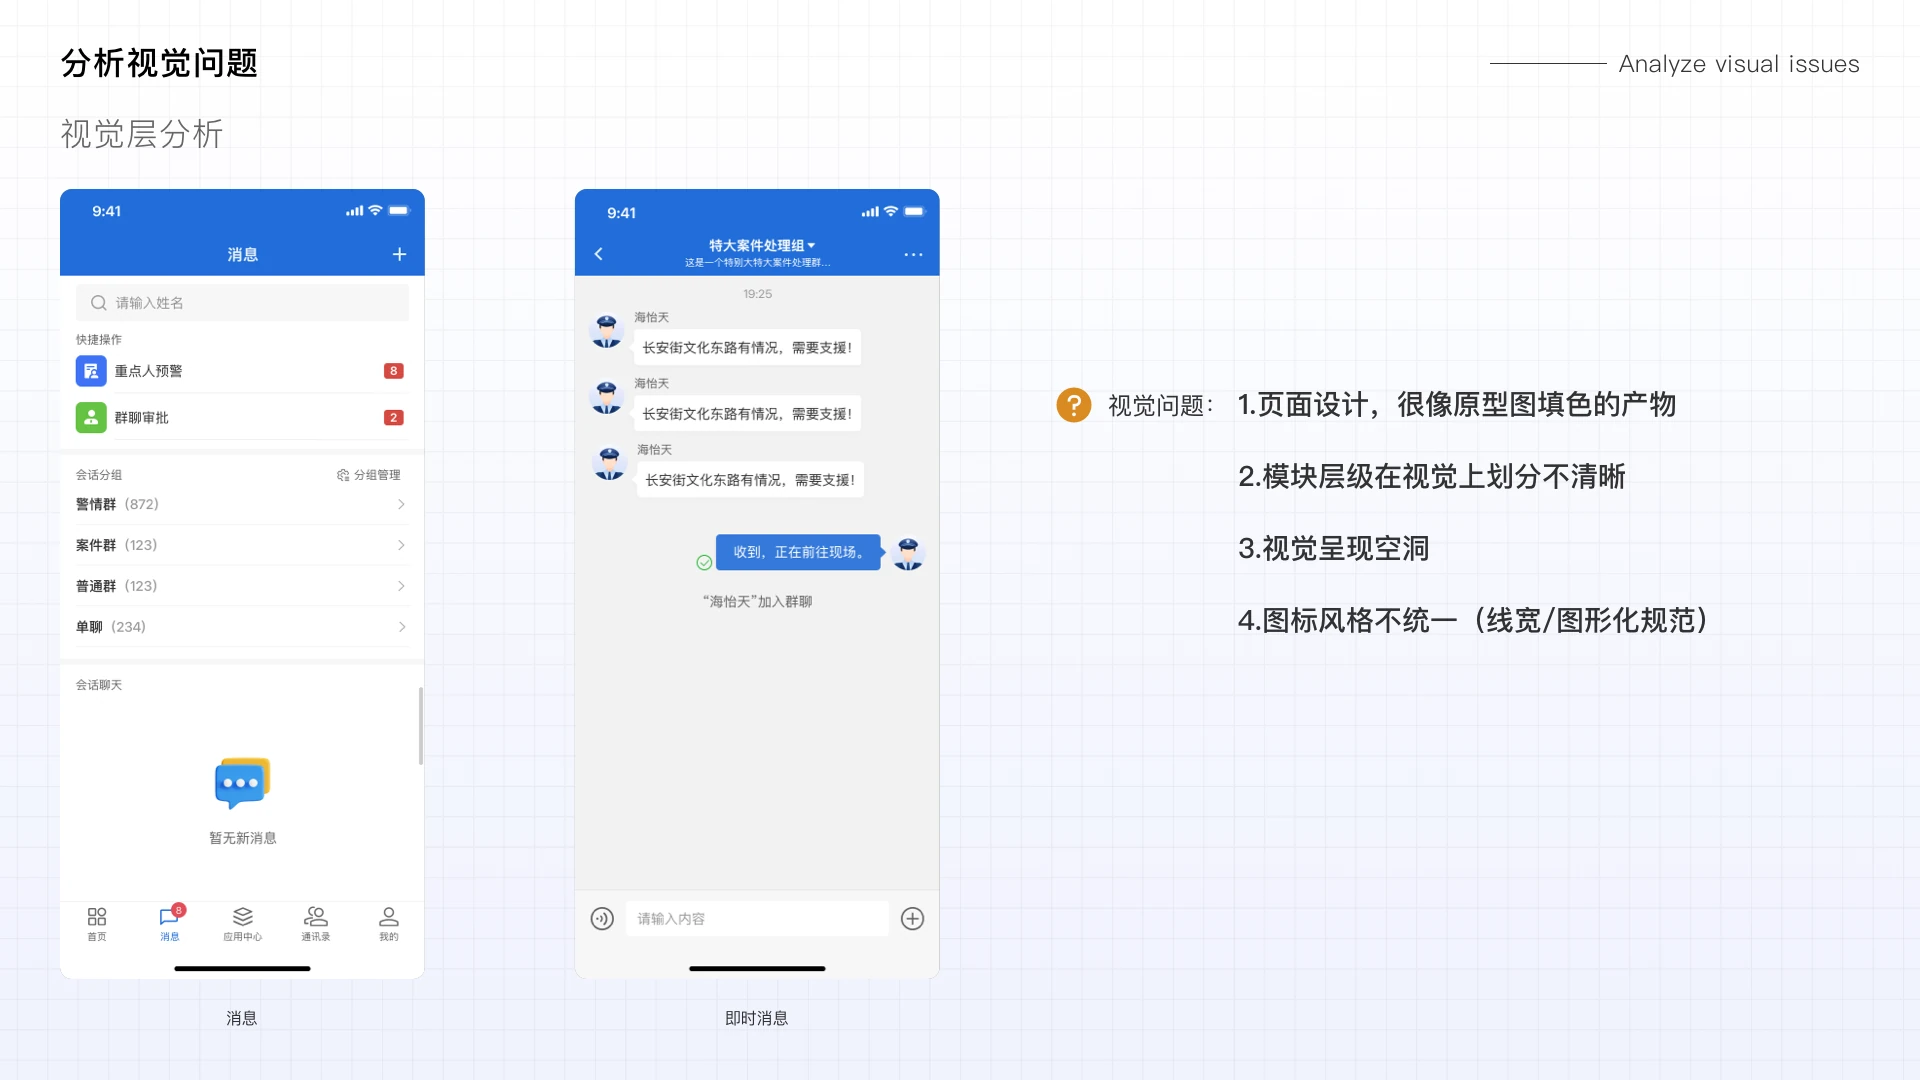 分析视觉问题
Analyze visual issues
视觉层分析
9:41
消息
请输入姓名
快捷操作
重点人预警
8
群聊审批
2
会话分组
分组管理
警情群 (872)
案件群 (123)
普通群 (123)
单聊 (234)
会话聊天
暂无新消息
首页
8
消息
应用中心
通讯录
我的
消息
9:41
特大案件处理组
这是一个特别大特大案件处理群...
19:25
海怡天
长安街文化东路有情况，需要支援！
海怡天
长安街文化东路有情况，需要支援！
海怡天
长安街文化东路有情况，需要支援！
收到，正在前往现场。
“海怡天”加入群聊
请输入内容
即时消息
视觉问题： 1.页面设计，很像原型图填色的产物
2.模块层级在视觉上划分不清晰
3.视觉呈现空洞
4.图标风格不统一（线宽/图形化规范）